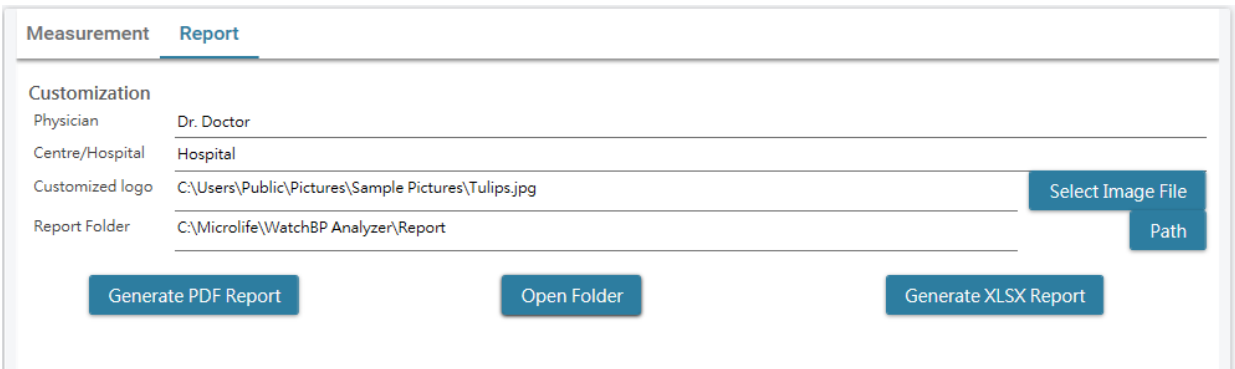 Measurement Report
Customization
Physician Dr. Doctor
Centre/Hospital Hospital
Customized logo C:\Users\Public\Pictures\Sample Pictures\Tulips.jpg Select Image File
Report Folder C:\Microlife\WatchBP Analyzer\Report Path
Generate PDF Report Open Folder Generate XLSX Report